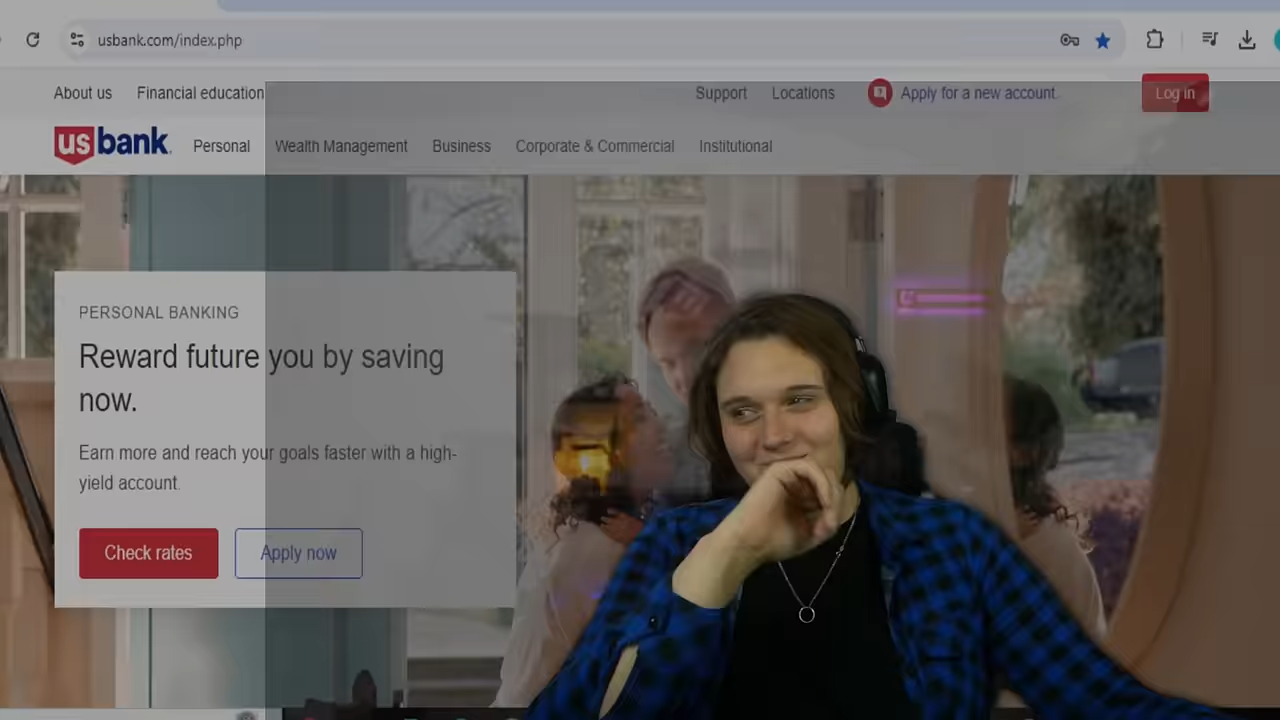 usbank.com/index.php
About us Financial education Support Locations Apply for a new account. Log in
usbank. Personal Wealth Management Business Corporate & Commercial Institutional
PERSONAL BANKING
Reward future you by saving
now.
Earn more and reach your goals faster with a high-
yield account.
Check rates Apply now